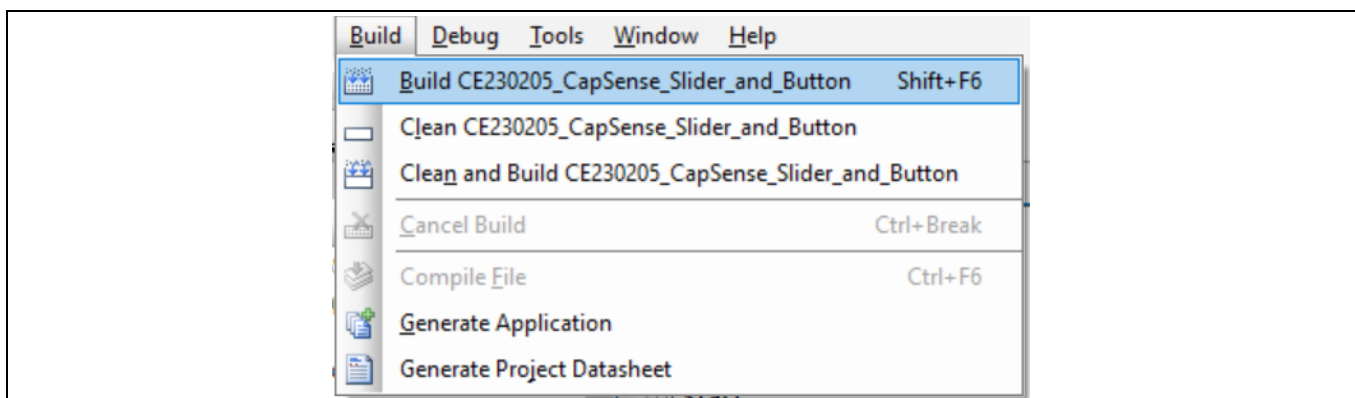 Build Debug Tools Window Help
Build CE230205_CapSense_Slider_and_Button Shift+F6
Clean CE230205_CapSense_Slider_and_Button
Clean and Build CE230205_CapSense_Slider_and_Button
Cancel Build Ctrl+Break
Compile File Ctrl+F6
Generate Application
Generate Project Datasheet